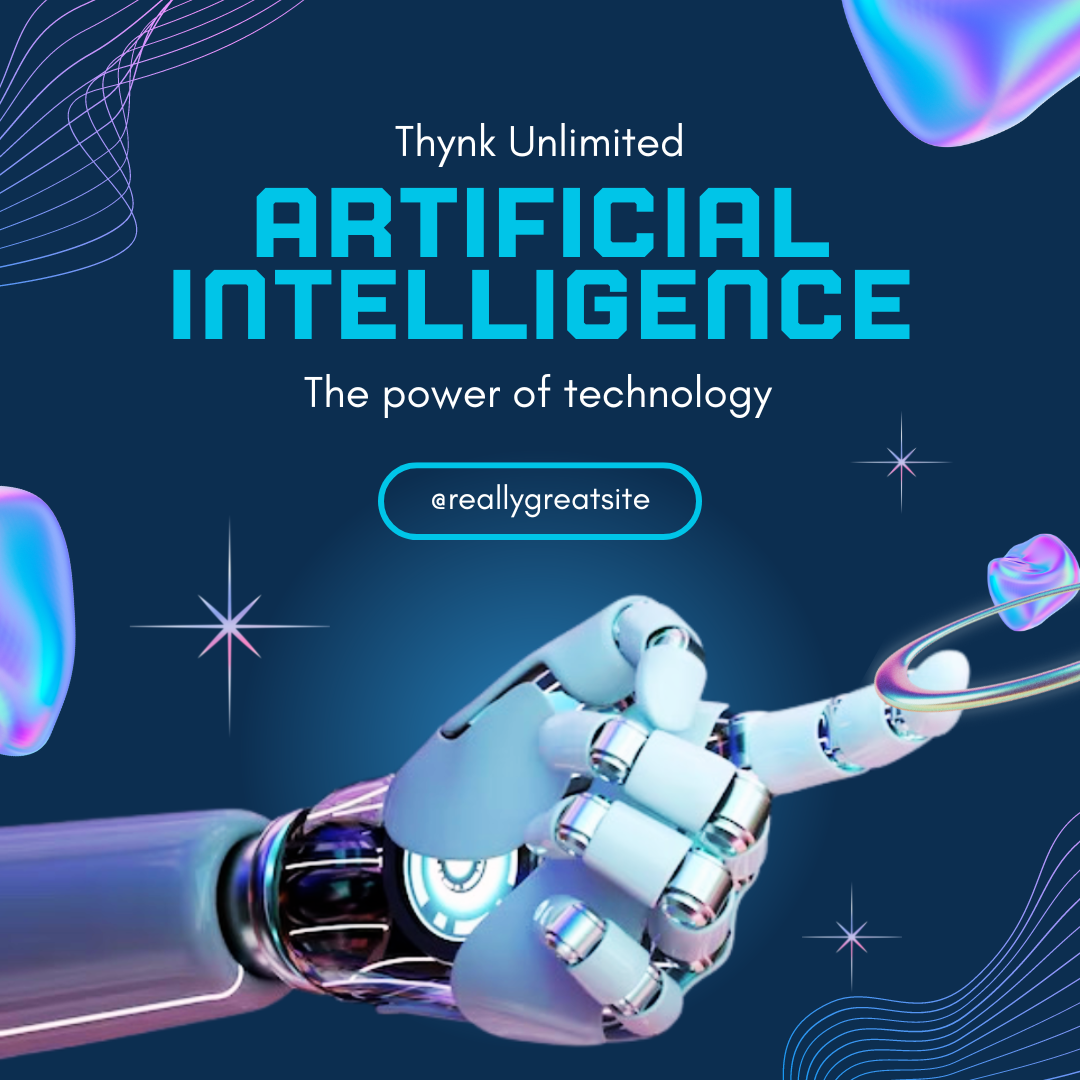 Thynk Unlimited
ARTIFICIAL
INTELLIGENCE
The power of technology
@reallygreatsite